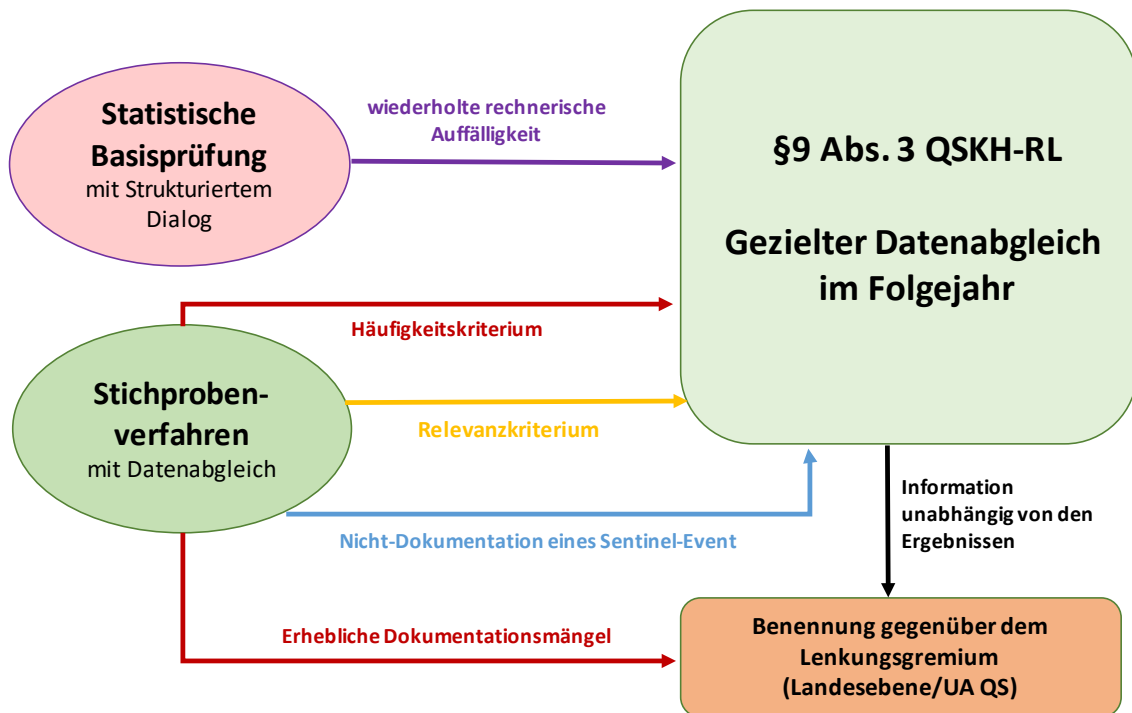 Statistische
Basisprüfung
mit Strukturiertem
Dialog
wiederholte rechnerische
Auffälligkeit
§9 Abs. 3 QSKH-RL
Gezielter Datenabgleich
im Folgejahr
Häufigkeitskriterium
Stichproben-
verfahren
mit Datenabgleich
Relevanzkriterium
Nicht-Dokumentation eines Sentinel-Event
Information
unabhängig von den
Ergebnissen
Erhebliche Dokumentationsmängel
Benennung gegenüber dem
Lenkungsgremium
(Landesebene/UA QS)